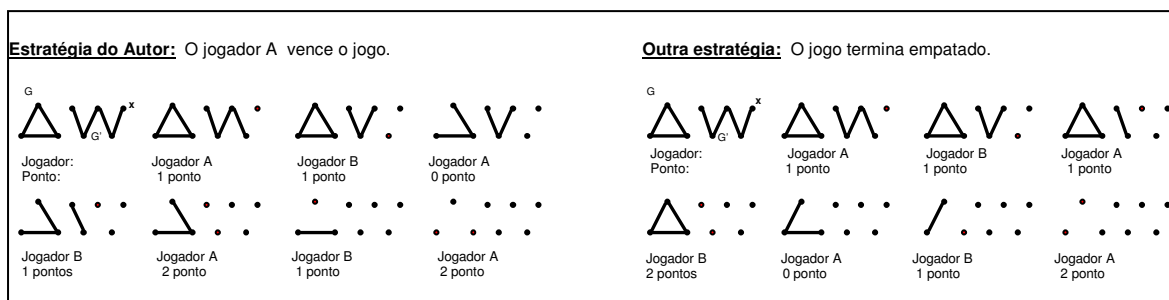 Estratégia do Autor: O jogador A vence o jogo.
G
x
G'
Jogador:
Ponto:
Jogador A
1 ponto
Jogador B
1 ponto
Jogador A
0 ponto
Jogador B
1 pontos
Jogador A
2 ponto
Jogador B
1 ponto
Jogador A
2 ponto
Outra estratégia: O jogo termina empatado.
G
x
G'
Jogador:
Ponto:
Jogador A
1 ponto
Jogador B
1 ponto
Jogador A
1 ponto
Jogador B
2 pontos
Jogador A
0 ponto
Jogador B
1 ponto
Jogador A
2 ponto